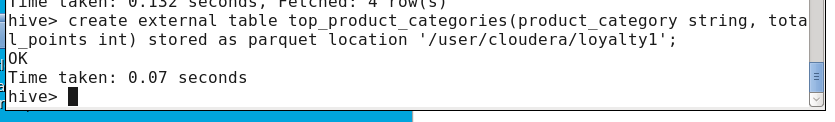 Time taken: 0.132 seconds, Fetched: 4 row(s)
hive> create external table top_product_categories(product_category string, tota
l_points int) stored as parquet location '/user/cloudera/loyalty1';
OK
Time taken: 0.07 seconds
hive>